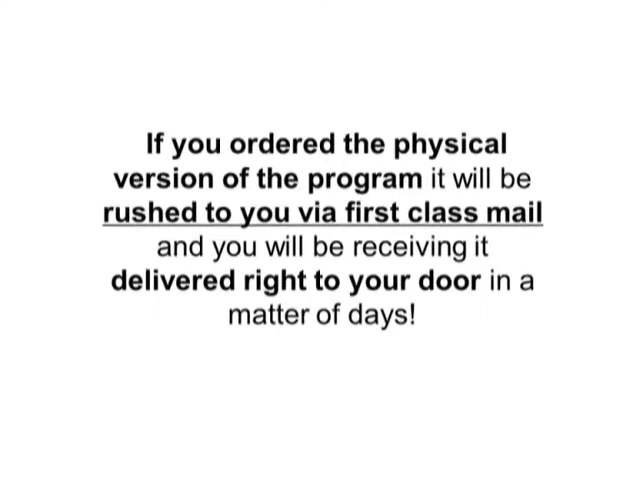 If you ordered the physical
version of the program it will be
rushed to you via first class mail
and you will be receiving it
delivered right to your door in a
matter of days!